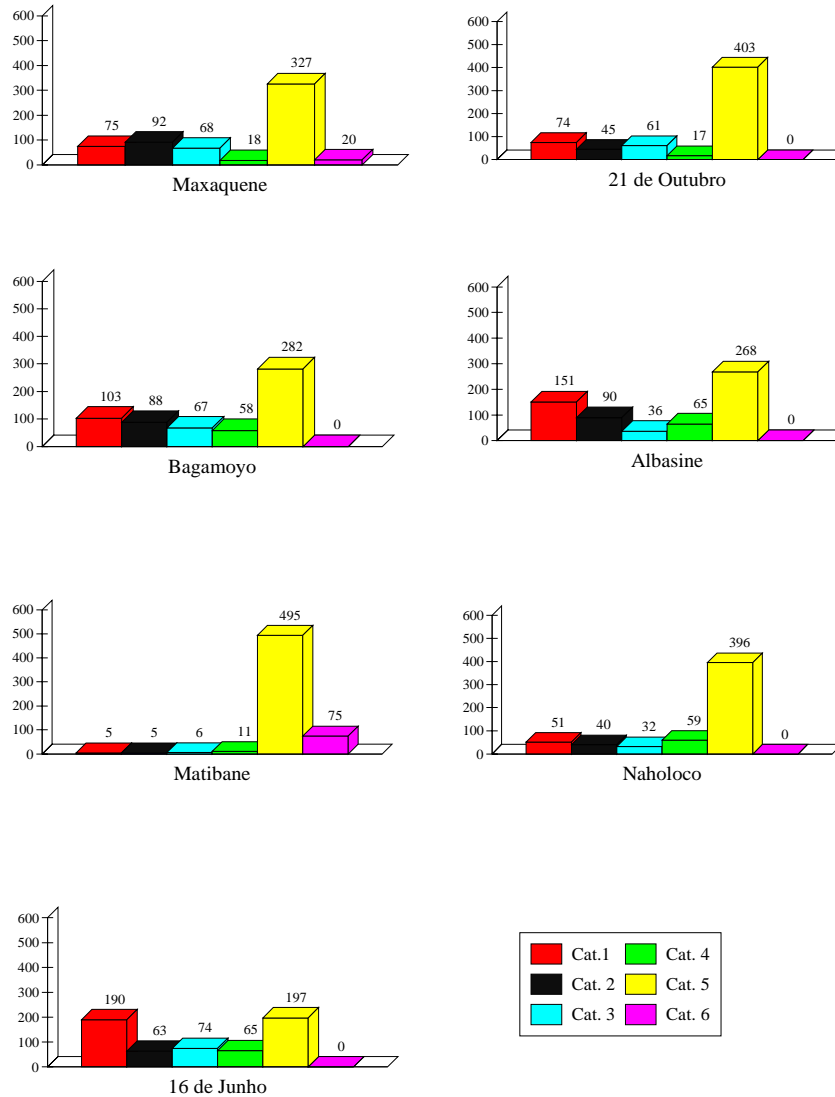 600
500
400
300
200
100
0
75 92 68 18 327 20
Maxaquene
600
500
400
300
200
100
0
74 45 61 17 403 0
21 de Outubro
600
500
400
300
200
100
0
103 88 67 58 282 0
Bagamoyo
600
500
400
300
200
100
0
151 90 36 65 268 0
Albasine
600
500
400
300
200
100
0
5 5 6 11 495 75
Matibane
600
500
400
300
200
100
0
51 40 32 59 396 0
Naholoco
600
500
400
300
200
100
0
190 63 74 65 197 0
16 de Junho
Cat.1 Cat. 4
Cat. 2 Cat. 5
Cat. 3 Cat. 6